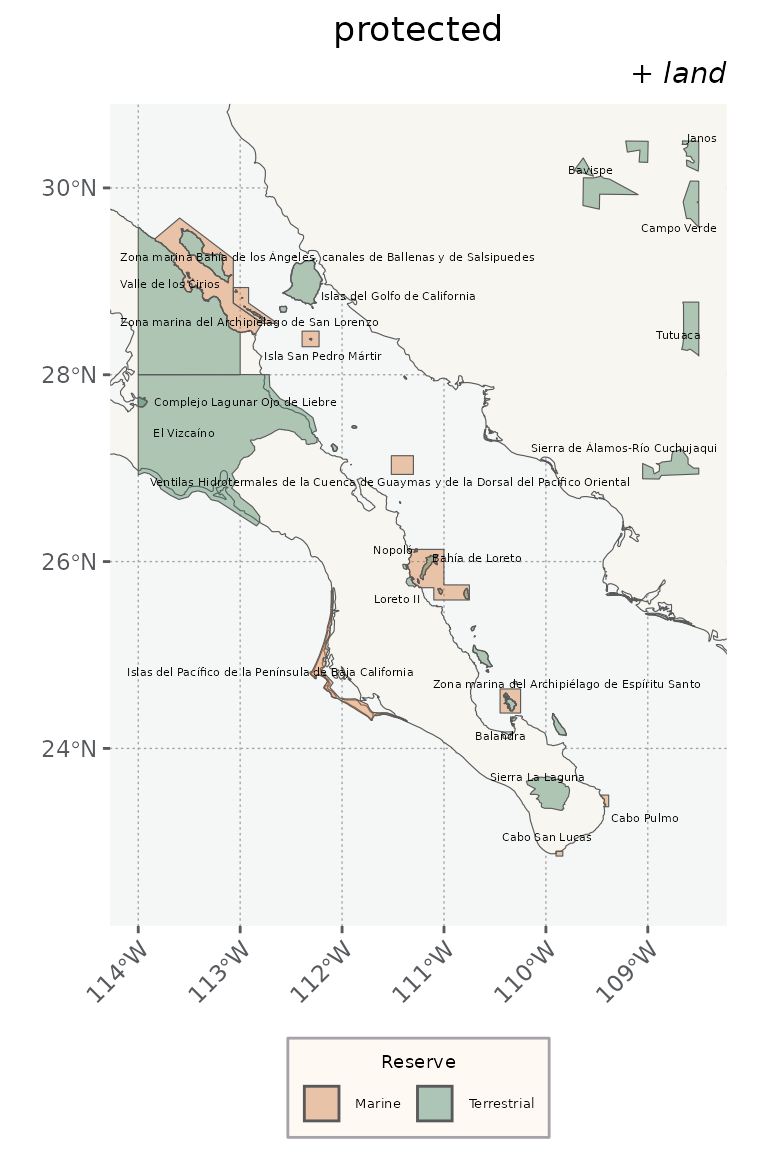 protected
+ land
Janos
30°N
Bavispe
Campo Verde
Zona marina Bahía de los Ángeles, canales de Ballenas y de Salsipuedes
Valle de los Cirios
Islas del Golfo de California
Zona marina del Archipiélago de San Lorenzo
Tutuaca
Isla San Pedro Mártir
28°N
Complejo Lagunar Ojo de Liebre
El Vizcaíno
Sierra de Álamos-Río Cuchujaqui
Ventilas Hidrotermales de la Cuenca de Guaymas y de la Dorsal del Pacífico Oriental
Nopoló
Bahía de Loreto
26°N
Loreto II
Islas del Pacífico de la Península de Baja California
Zona marina del Archipiélago de Espíritu Santo
Balandra
24°N
Sierra La Laguna
Cabo Pulmo
Cabo San Lucas
114°W
113°W
112°W
111°W
110°W
109°W
Reserve
Marine
Terrestrial